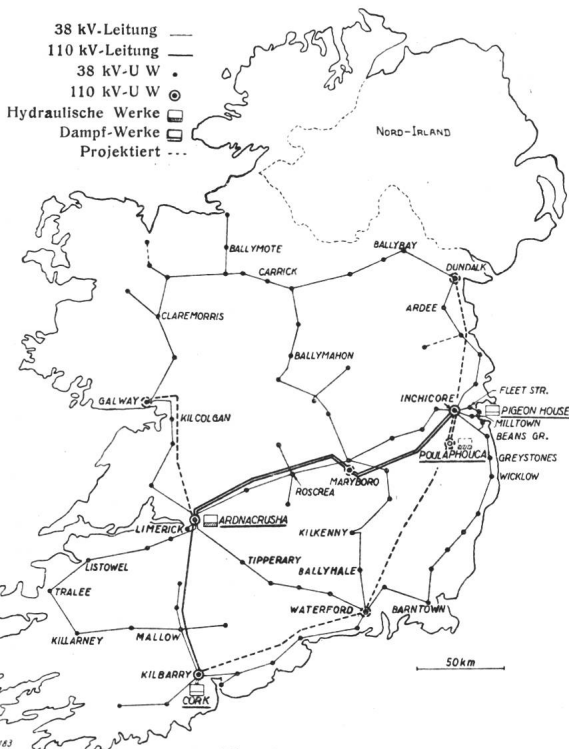 38 kV-Leitung
110 kV-Leitung
38 kV-U W
110 kV-U W
Hydraulische Werke
Dampf-Werke
Projektiert
NORD-IRLAND
BALLYMOTE
BALLYBAY
CARRICK
DUNDALK
ARDEE
CLAREMORRIS
BALLYMAHON
FLEET STR.
GALWAY
INCHICORE
PIGEON HOUSE
KILCOLGAN
MILLTOWN
BEANS GR.
POULAPHOUCA
GREYSTONES
MARYBORO
WICKLOW
ROSCREA
LIMERICK
ARDNACRUSHA
KILKENNY
LISTOWEL
TIPPERARY
BALLYHALE
TRALEE
WATERFORD
BARNTOWN
KILLARNEY
MALLOW
KILBARRY
50km
CORK
183